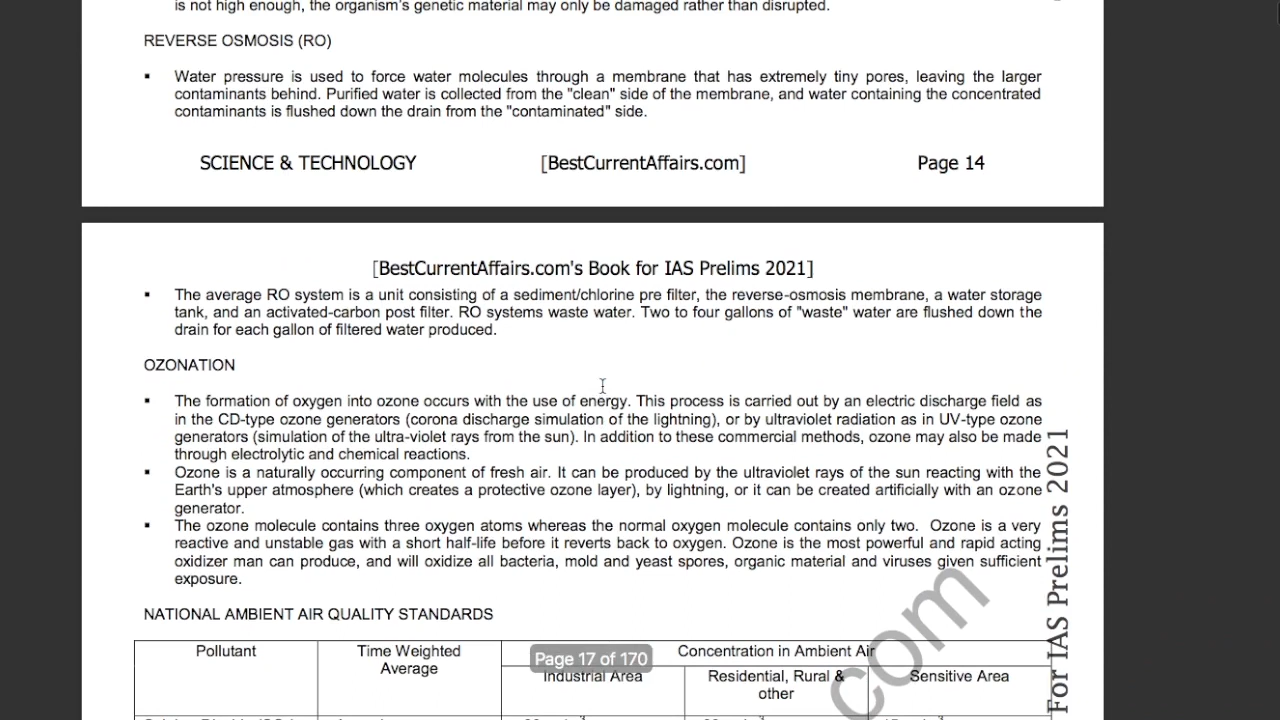 is not high enough, the organism's genetic material may only be damaged rather than disrupted.
REVERSE OSMOSIS (RO)
▪ Water pressure is used to force water molecules through a membrane that has extremely tiny pores, leaving the larger
contaminants behind. Purified water is collected from the "clean" side of the membrane, and water containing the concentrated
contaminants is flushed down the drain from the "contaminated" side.
SCIENCE & TECHNOLOGY [BestCurrentAffairs.com] Page 14
[BestCurrentAffairs.com's Book for IAS Prelims 2021]
▪ The average RO system is a unit consisting of a sediment/chlorine pre filter, the reverse-osmosis membrane, a water storage
tank, and an activated-carbon post filter. RO systems waste water. Two to four gallons of "waste" water are flushed down the
drain for each gallon of filtered water produced.
OZONATION
▪ The formation of oxygen into ozone occurs with the use of energy. This process is carried out by an electric discharge field as
in the CD-type ozone generators (corona discharge simulation of the lightning), or by ultraviolet radiation as in UV-type ozone
generators (simulation of the ultra-violet rays from the sun). In addition to these commercial methods, ozone may also be made
through electrolytic and chemical reactions.
▪ Ozone is a naturally occurring component of fresh air. It can be produced by the ultraviolet rays of the sun reacting with the
Earth's upper atmosphere (which creates a protective ozone layer), by lightning, or it can be created artificially with an ozone
generator.
▪ The ozone molecule contains three oxygen atoms whereas the normal oxygen molecule contains only two. Ozone is a very
reactive and unstable gas with a short half-life before it reverts back to oxygen. Ozone is the most powerful and rapid acting
oxidizer man can produce, and will oxidize all bacteria, mold and yeast spores, organic material and viruses given sufficient
exposure.
For IAS Prelims 2021
com
NATIONAL AMBIENT AIR QUALITY STANDARDS
Pollutant Time Weighted Concentration in Ambient Air
Average
Industrial Area Residential, Rural & Sensitive Area
other
Page 17 of 170